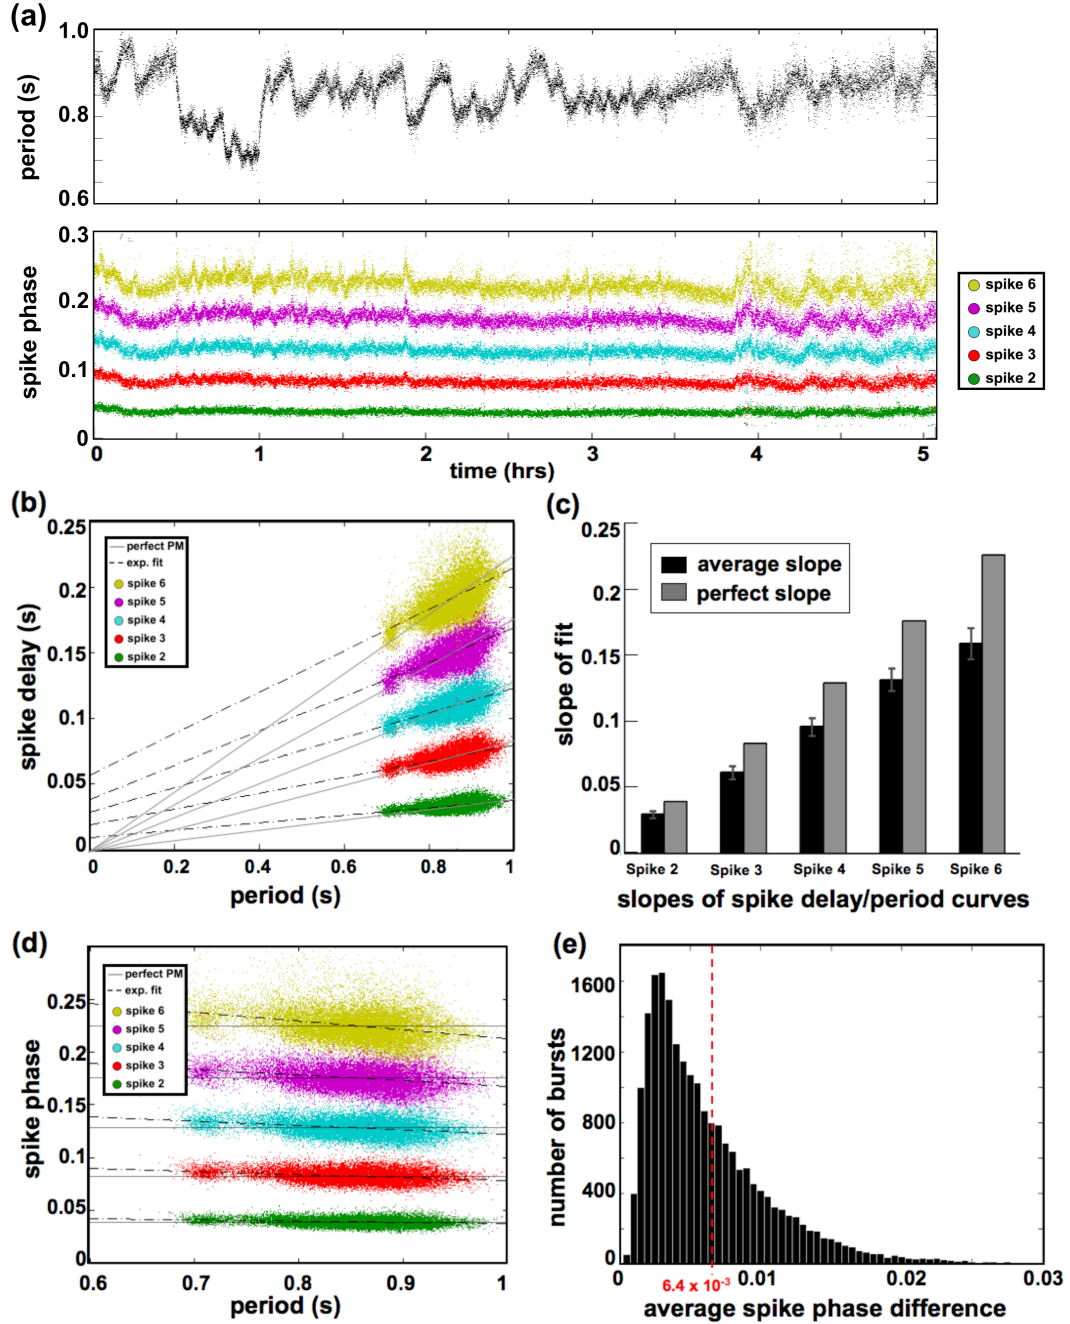 (a)
period (s)
1.0
0.8
0.6
spike phase
0.3
0.2
0.1
0
0 1 2 3 4 5
time (hrs)
spike 6
spike 5
spike 4
spike 3
spike 2
(b)
spike delay (s)
0.25
0.2
0.15
0.1
0.05
0
perfect PM
exp. fit
spike 6
spike 5
spike 4
spike 3
spike 2
0 0.2 0.4 0.6 0.8 1
period (s)
(c)
slope of fit
0.25
0.2
0.15
0.1
0.05
0
average slope
perfect slope
Spike 2 Spike 3 Spike 4 Spike 5 Spike 6
slopes of spike delay/period curves
(d)
spike phase
0.25
0.2
0.15
0.1
0.05
0
perfect PM
exp. fit
spike 6
spike 5
spike 4
spike 3
spike 2
0.6 0.7 0.8 0.9 1
period (s)
(e)
number of bursts
1600
1200
800
400
0
0 0.01 0.02 0.03
6.4 x 10⁻³
average spike phase difference